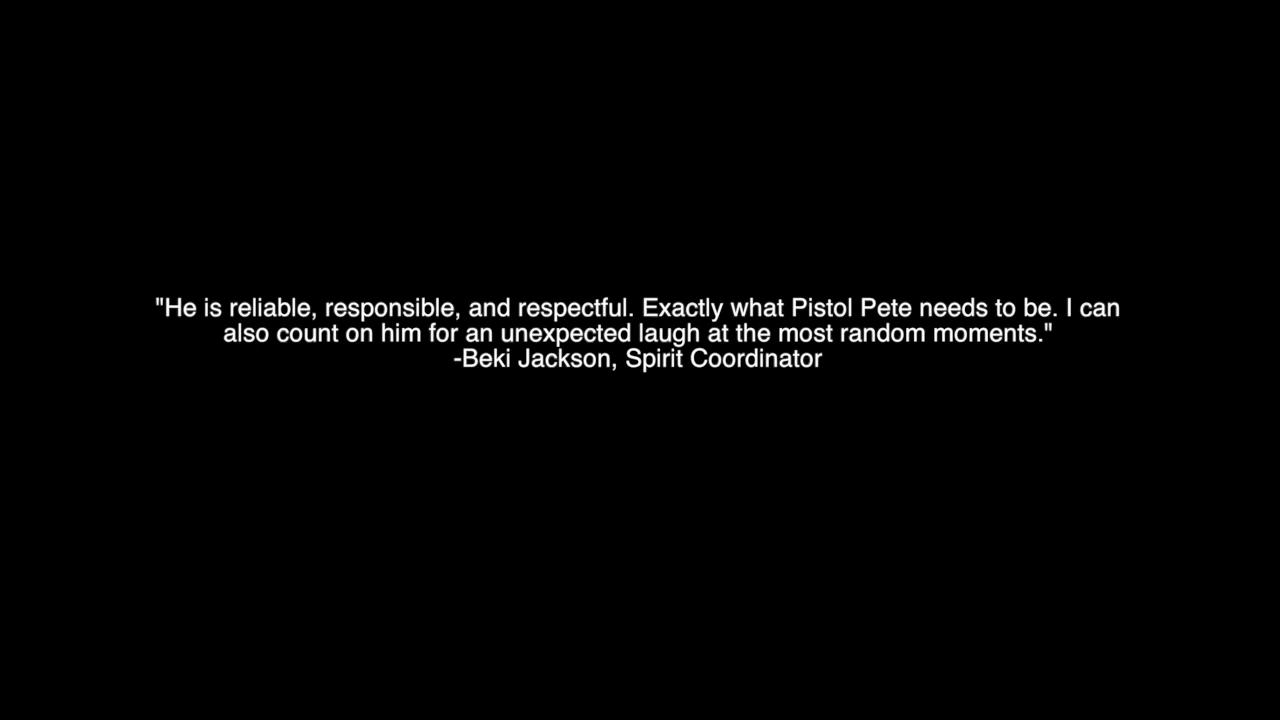 "He is reliable, responsible, and respectful. Exactly what Pistol Pete needs to be. I can
also count on him for an unexpected laugh at the most random moments."
-Beki Jackson, Spirit Coordinator